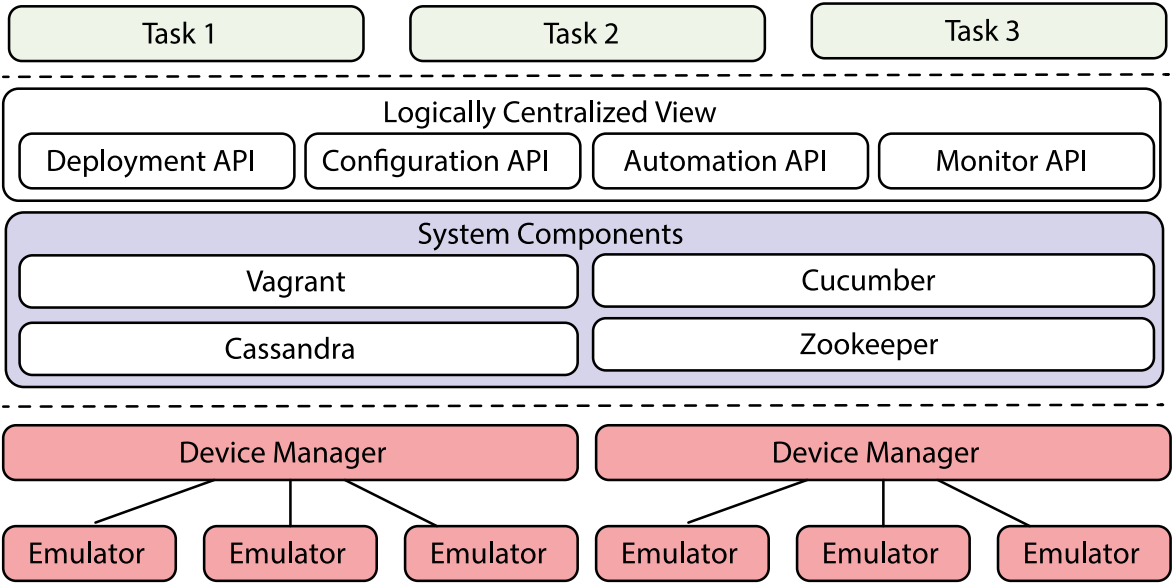 Task 1
Task 2
Task 3
Logically Centralized View
Deployment API
Configuration API
Automation API
Monitor API
System Components
Vagrant
Cucumber
Cassandra
Zookeeper
Device Manager
Device Manager
Emulator
Emulator
Emulator
Emulator
Emulator
Emulator